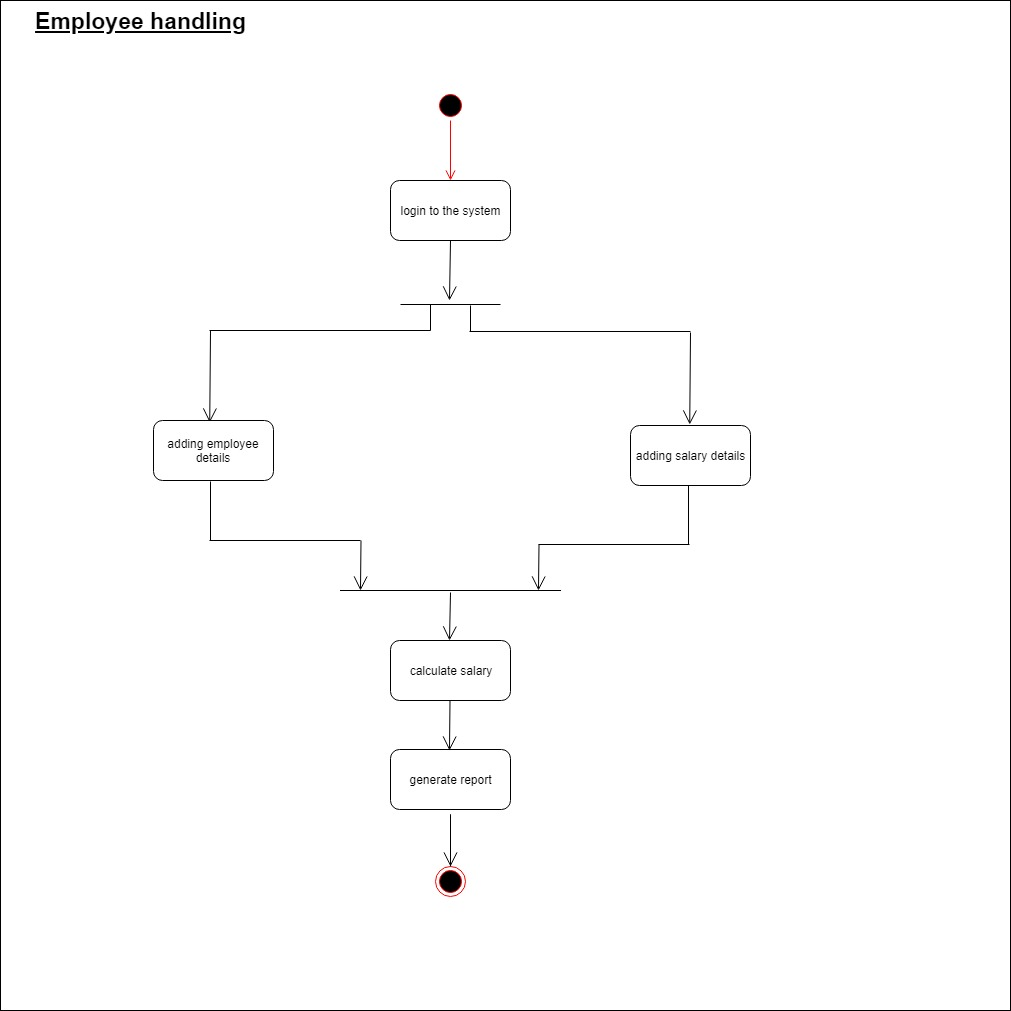 Employee handling
login to the system
adding employee
details
adding salary details
calculate salary
generate report